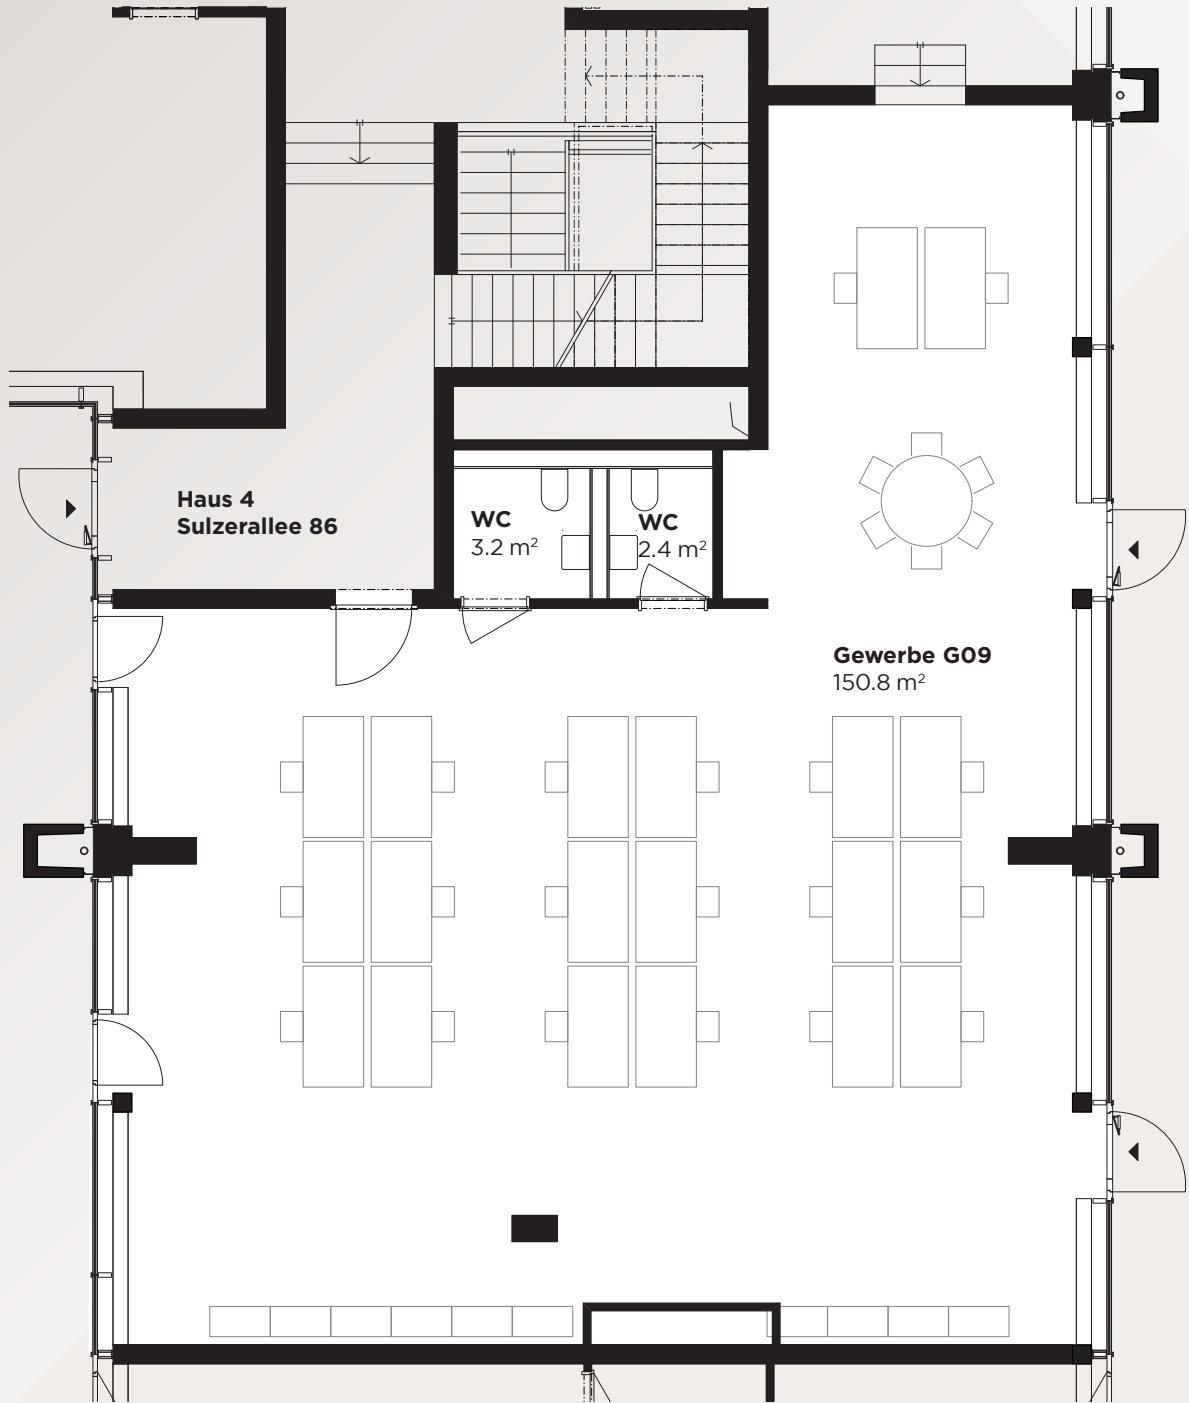 Haus 4
Sulzerallee 86
WC
3.2 m²
WC
2.4 m²
Gewerbe G09
150.8 m²